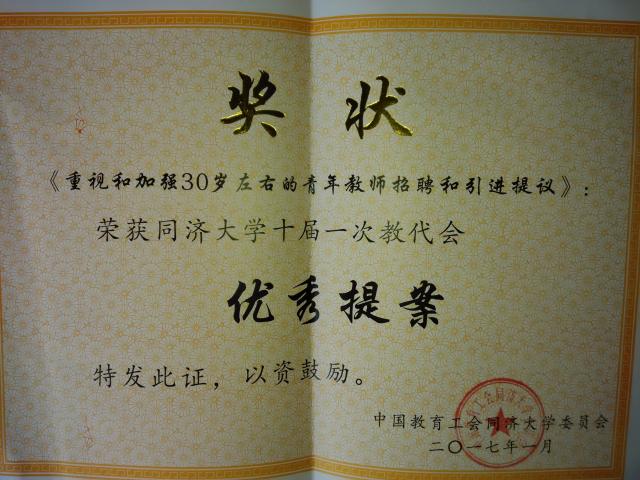 奖状
《重视和加强30岁左右的青年教师招聘和引进提议》:
荣获同济大学十届一次教代会
优秀提案
特发此证，以资鼓励。
中国教育工会同济大学委员会
二〇一七年一月